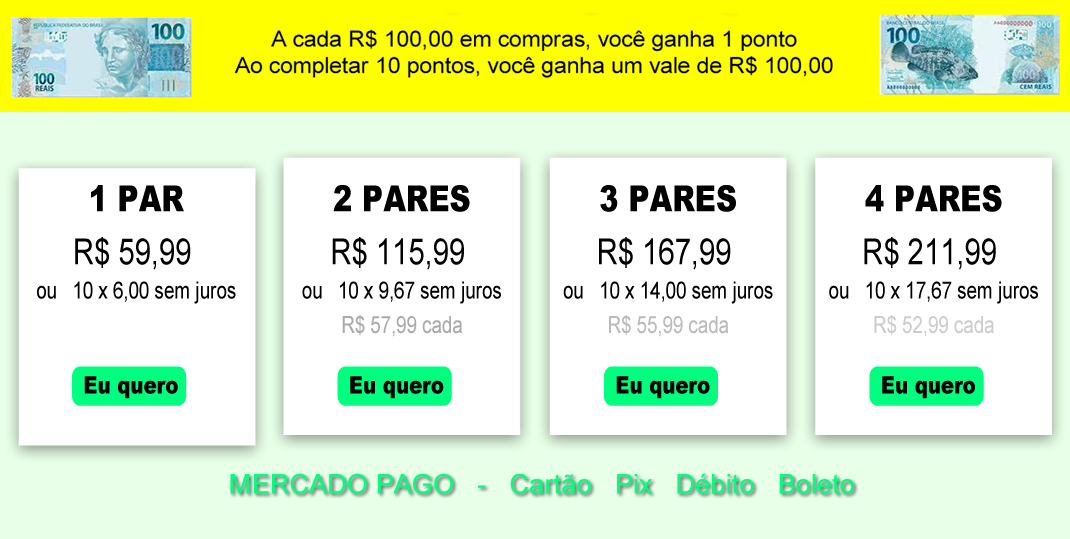 REPÚBLICA FEDERATIVA DO BRASIL
100
100
REAIS
A cada R$ 100,00 em compras, você ganha 1 ponto
Ao completar 10 pontos, você ganha um vale de R$ 100,00
BANCO CENTRAL DO BRASIL
100
100
CEM REAIS
1 PAR
R$ 59,99
ou 10 x 6,00 sem juros
Eu quero
2 PARES
R$ 115,99
ou 10 x 9,67 sem juros
R$ 57,99 cada
Eu quero
3 PARES
R$ 167,99
ou 10 x 14,00 sem juros
R$ 55,99 cada
Eu quero
4 PARES
R$ 211,99
ou 10 x 17,67 sem juros
R$ 52,99 cada
Eu quero
MERCADO PAGO - Cartão Pix Débito Boleto